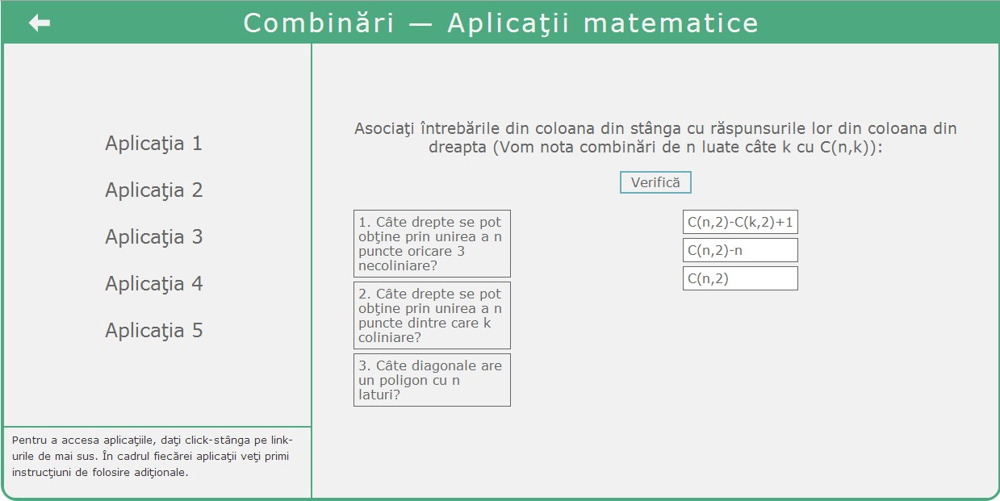 Combinări — Aplicaţii matematice
Aplicaţia 1
Aplicaţia 2
Aplicaţia 3
Aplicaţia 4
Aplicaţia 5
Pentru a accesa aplicaţiile, daţi click-stânga pe link-
urile de mai sus. În cadrul fiecărei aplicaţii veţi primi
instrucţiuni de folosire adiţionale.
Asociaţi întrebările din coloana din stânga cu răspunsurile lor din coloana din
dreapta (Vom nota combinări de n luate câte k cu C(n,k)):
Verifică
1. Câte drepte se pot
obţine prin unirea a n
puncte oricare 3
necoliniare?
2. Câte drepte se pot
obţine prin unirea a n
puncte dintre care k
coliniare?
3. Câte diagonale are
un poligon cu n
laturi?
C(n,2)-C(k,2)+1
C(n,2)-n
C(n,2)